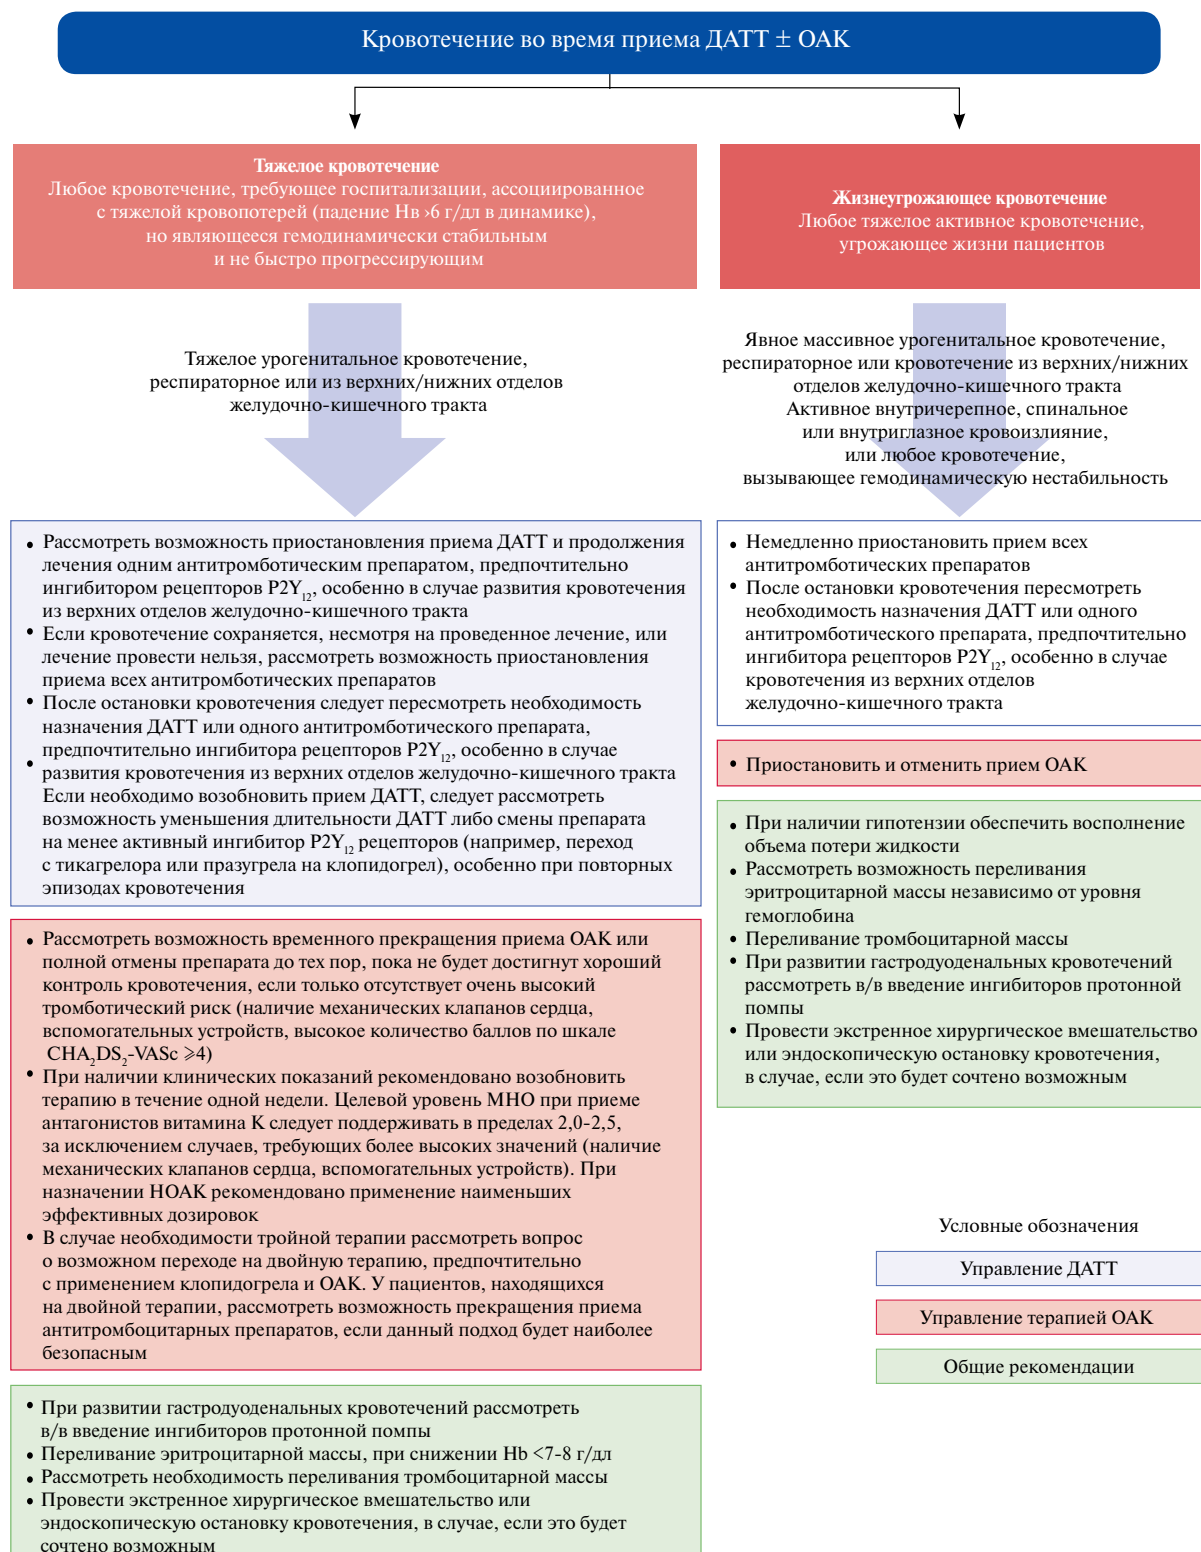 Кровотечение во время приема ДАТТ ± ОАК
Тяжелое кровотечение
Любое кровотечение, требующее госпитализации, ассоциированное
с тяжелой кровопотерей (падение Нв ›6 г/дл в динамике),
но являющееся гемодинамически стабильным
и не быстро прогрессирующим
Тяжелое урогенитальное кровотечение,
респираторное или из верхних/нижних отделов
желудочно-кишечного тракта
• Рассмотреть возможность приостановления приема ДАТТ и продолжения
лечения одним антитромботическим препаратом, предпочтительно
ингибитором рецепторов P2Y₁₂, особенно в случае развития кровотечения
из верхних отделов желудочно-кишечного тракта
• Если кровотечение сохраняется, несмотря на проведенное лечение, или
лечение провести нельзя, рассмотреть возможность приостановления
приема всех антитромботических препаратов
• После остановки кровотечения следует пересмотреть необходимость
назначения ДАТТ или одного антитромботического препарата,
предпочтительно ингибитора рецепторов P2Y₁₂, особенно в случае
• развития кровотечения из верхних отделов желудочно-кишечного тракта
Если необходимо возобновить прием ДАТТ, следует рассмотреть
возможность уменьшения длительности ДАТТ либо смены препарата
на менее активный ингибитор P2Y₁₂ рецепторов (например, переход
с тикагрелора или празугрела на клопидогрел), особенно при повторных
эпизодах кровотечения
• Рассмотреть возможность временного прекращения приема ОАК или
полной отмены препарата до тех пор, пока не будет достигнут хороший
контроль кровотечения, если только отсутствует очень высокий
тромботический риск (наличие механических клапанов сердца,
вспомогательных устройств, высокое количество баллов по шкале
CHA₂DS₂-VASc ⩾4)
• При наличии клинических показаний рекомендовано возобновить
терапию в течение одной недели. Целевой уровень МНО при приеме
антагонистов витамина К следует поддерживать в пределах 2,0-2,5,
за исключением случаев, требующих более высоких значений (наличие
механических клапанов сердца, вспомогательных устройств). При
назначении НОАК рекомендовано применение наименьших
эффективных дозировок
• В случае необходимости тройной терапии рассмотреть вопрос
о возможном переходе на двойную терапию, предпочтительно
с применением клопидогрела и ОАК. У пациентов, находящихся
на двойной терапии, рассмотреть возможность прекращения приема
антитромбоцитарных препаратов, если данный подход будет наиболее
безопасным
• При развитии гастродуоденальных кровотечений рассмотреть
в/в введение ингибиторов протонной помпы
• Переливание эритроцитарной массы, при снижении Hb <7-8 г/дл
• Рассмотреть необходимость переливания тромбоцитарной массы
• Провести экстренное хирургическое вмешательство или
эндоскопическую остановку кровотечения, в случае, если это будет
сочтено возможным
Жизнеугрожающее кровотечение
Любое тяжелое активное кровотечение,
угрожающее жизни пациентов
Явное массивное урогенитальное кровотечение,
респираторное или кровотечение из верхних/нижних
отделов желудочно-кишечного тракта
Активное внутричерепное, спинальное
или внутриглазное кровоизлияние,
или любое кровотечение,
вызывающее гемодинамическую нестабильность
• Немедленно приостановить прием всех
антитромботических препаратов
• После остановки кровотечения пересмотреть
необходимость назначения ДАТТ или одного
антитромботического препарата, предпочтительно
ингибитора рецепторов P2Y₁₂, особенно в случае
кровотечения из верхних отделов
желудочно-кишечного тракта
• Приостановить и отменить прием ОАК
• При наличии гипотензии обеспечить восполнение
объема потери жидкости
• Рассмотреть возможность переливания
эритроцитарной массы независимо от уровня
гемоглобина
• Переливание тромбоцитарной массы
• При развитии гастродуоденальных кровотечений
рассмотреть в/в введение ингибиторов протонной
помпы
• Провести экстренное хирургическое вмешательство
или эндоскопическую остановку кровотечения,
в случае, если это будет сочтено возможным
Условные обозначения
Управление ДАТТ
Управление терапией ОАК
Общие рекомендации